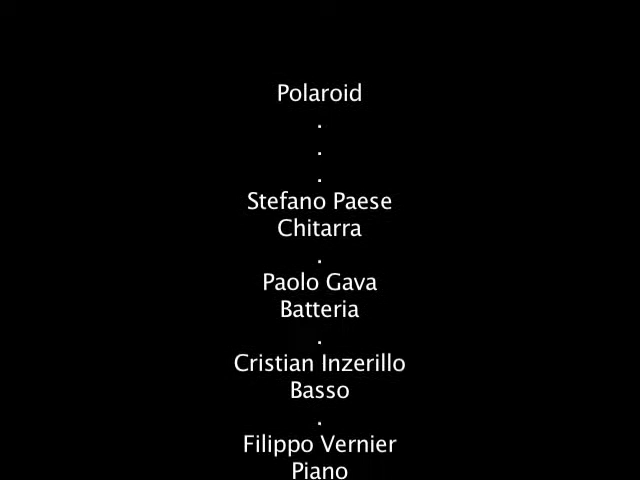 Polaroid
.
.
.
Stefano Paese
Chitarra
.
Paolo Gava
Batteria
.
Cristian Inzerillo
Basso
.
Filippo Vernier
Piano